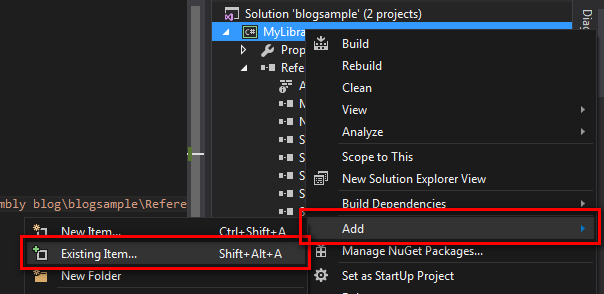 Solution 'blogsample' (2 projects)
MyLibra
Prop
Refe
Build
Rebuild
Clean
View
Analyze
Scope to This
New Solution Explorer View
Build Dependencies
Add
Manage NuGet Packages...
Set as StartUp Project
Diag
embly blog\blogsample\Refere
New Item... Ctrl+Shift+A
Existing Item... Shift+Alt+A
New Folder